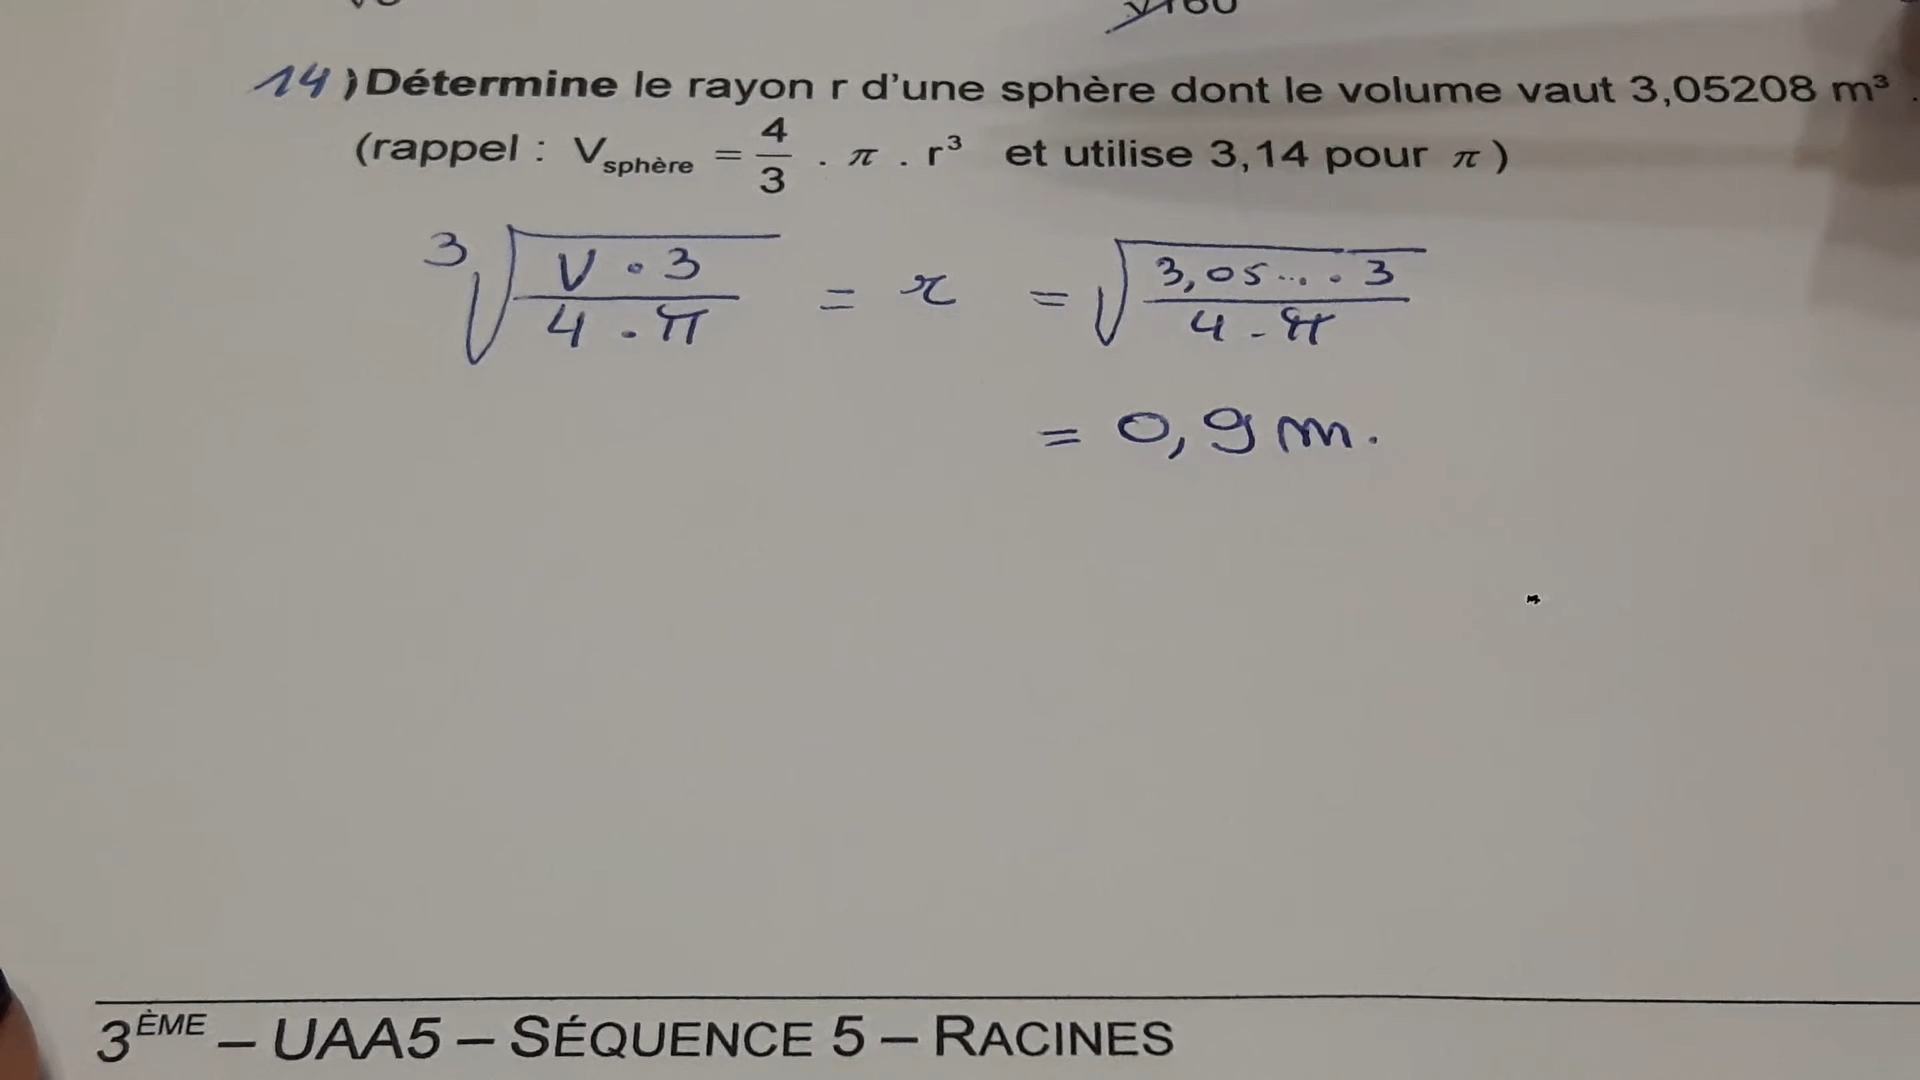 14) Détermine le rayon r d'une sphère dont le volume vaut 3,05208 m³.
(rappel : Vsphère = 4/3 . π . r³ et utilise 3,14 pour π)
³√(V . 3 / 4 . π) = r = √(3,05... . 3 / 4 . π)
= 0,9 m.
3ÈME – UAA5 – SÉQUENCE 5 – RACINES